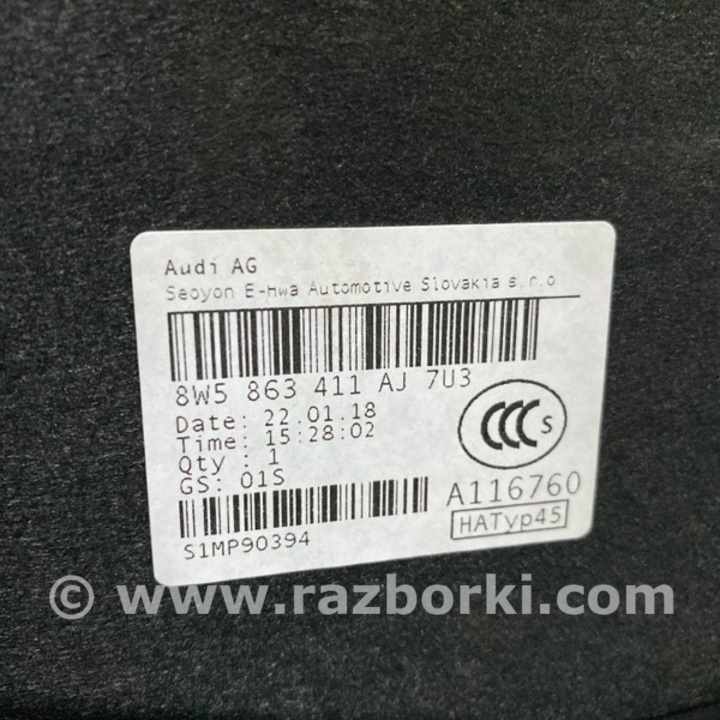 Audi AG
Seoyon E-hwa Automotive Slovakia s.r.o
8W5 863 411 AJ 7U3
Date: 22.01.18
Time: 15:28:02
Qty : 1
GS: 01S
CCC S
A116760
HATyp45
S1MP90394
© www.razborki.com